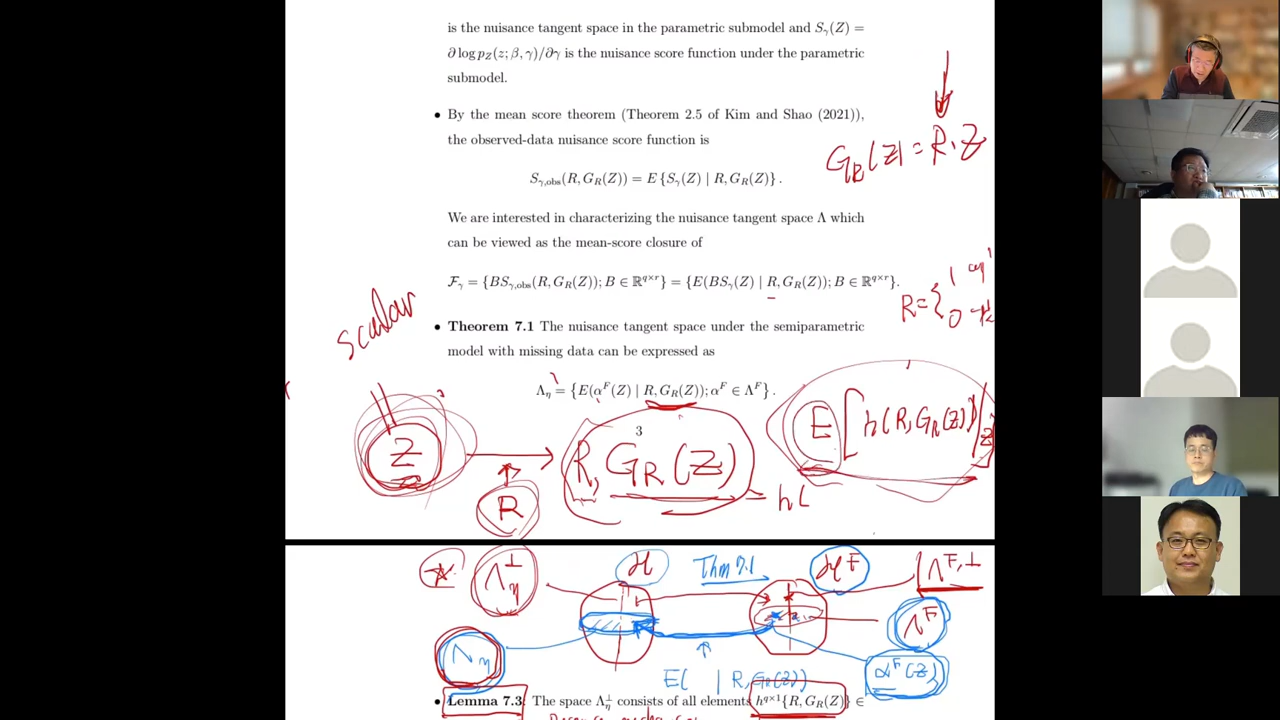 is the nuisance tangent space in the parametric submodel and S_γ(Z) =
∂ log p_Z(z; β, γ)/∂γ is the nuisance score function under the parametric
submodel.
• By the mean score theorem (Theorem 2.5 of Kim and Shao (2021)),
the observed-data nuisance score function is
G_R(Z) = R, Z
S_γ,obs(R, G_R(Z)) = E {S_γ(Z) | R, G_R(Z)} .
We are interested in characterizing the nuisance tangent space Λ which
can be viewed as the mean-score closure of
F_γ = {BS_γ,obs(R, G_R(Z)); B ∈ ℝ^{q×r}} = {E(BS_γ(Z) | R, G_R(Z)); B ∈ ℝ^{q×r}}.
R = { 1
0
scalar
• Theorem 7.1 The nuisance tangent space under the semiparametric
model with missing data can be expressed as
Λ_η = {E(α^F(Z) | R, G_R(Z)); α^F ∈ Λ^F} .
3
Z
R
R, G_R(Z)
= h(
E[h(R, G_R(Z)) | Z
Λ_η^⊥
H
Thm 7.1
H^F
Λ^{F,⊥}
Λ^F
Λ_η
E( | R, G_R(Z))
α^F(Z)
• Lemma 7.3. The space Λ_η^⊥ consists of all elements h^{q×1}{R, G_R(Z)} ∈